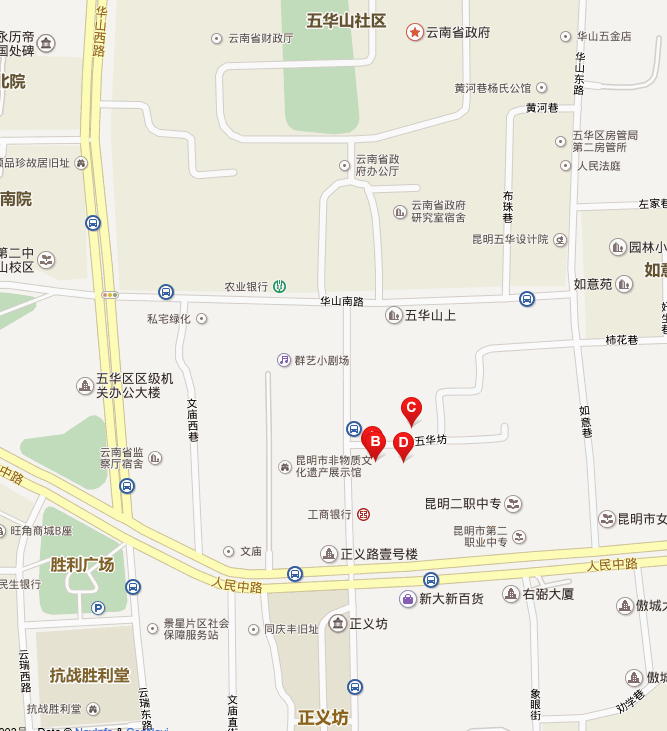 华山西路
五华山社区
永历帝
国处碑
云南省财政厅
云南省政府
华山五金店
华山东路
北院
黄河巷杨氏公馆
黄河巷
五华区房管局
第二房管所
人民法庭
品珍故居旧址
云南省政
府办公厅
南院
布珠巷
左家巷
云南省政府
研究室宿舍
昆明五华设计院
园林小
第二中
山校区
如意苑
农业银行
华山南路
五华山上
私宅绿化
柿花巷
群艺小剧场
五华区区级机
关办公大楼
文庙西巷
如意巷
C
B
D
五华坊
云南省监
察厅宿舍
昆明市非物质文
化遗产展示馆
中路
工商银行
昆明二职中专
昆明市女
旺角商城B座
昆明市第二
职业中专
文庙
正义路壹号楼
胜利广场
人民中路
人民中路
民生银行
P
新大新百货
右弼大厦
傲城大
景星片区社会
保障服务站
同庆丰旧址
正义坊
云瑞西路
抗战胜利堂
傲城
抗战胜利堂
云瑞东路
文庙直街
象眼街
劝学巷
正义坊